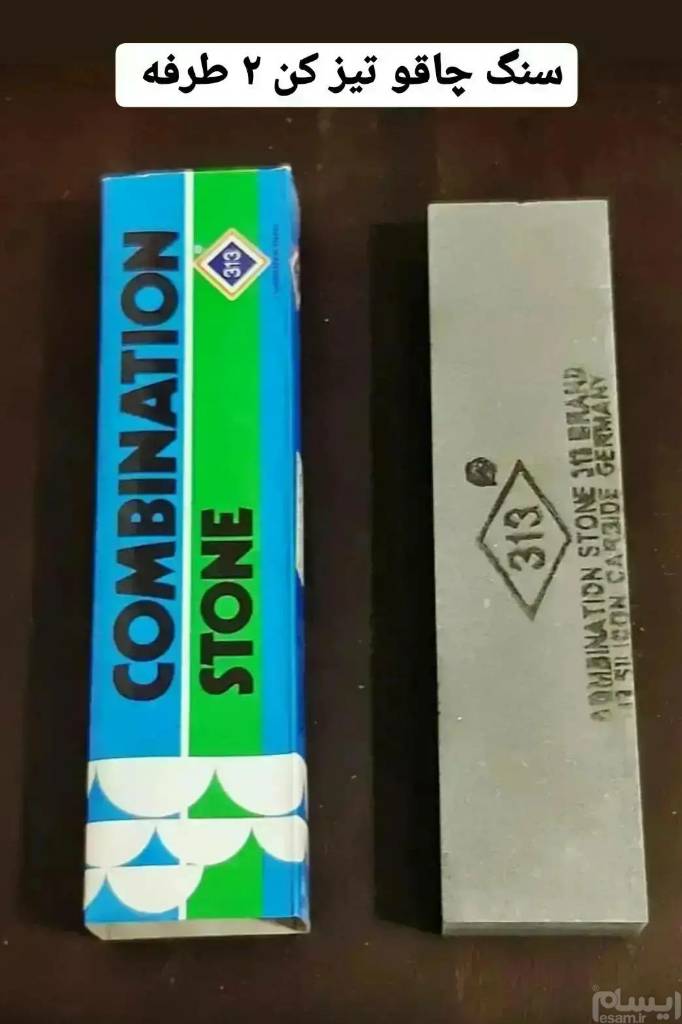 سنگ چاقو تیز کن ۲ طرفه
COMBINATION
STONE
313
313
COMBINATION STONE 313 BRAND
SILICON CARBIDE GERMANY
ایسام
esam.ir